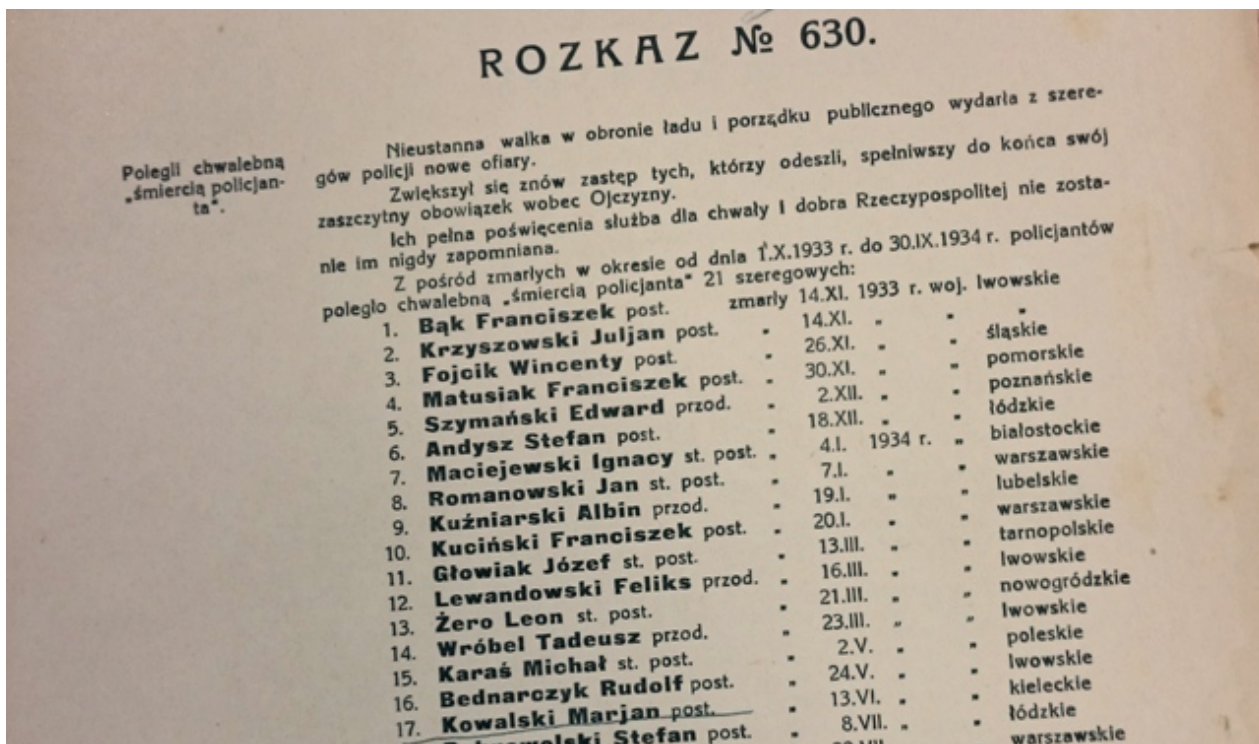 ROZKAZ № 630.
Polegli chwalebną
„śmiercią policjan-
ta“.
Nieustanna walka w obronie ładu i porządku publicznego wydarła z szere-
gów policji nowe ofiary.
Zwiększył się znów zastęp tych, którzy odeszli, spełniwszy do końca swój
zaszczytny obowiązek wobec Ojczyzny.
Ich pełna poświęcenia służba dla chwały i dobra Rzeczypospolitej nie zosta-
nie im nigdy zapomniana.
Z pośród zmarłych w okresie od dnia 1.X.1933 r. do 30.IX.1934 r. policjantów
poległo chwalebną „śmiercią policjanta“ 21 szeregowych:
1. Bąk Franciszek post. zmarly 14.XI. 1933 r. woj. lwowskie
2. Krzyszowski Juljan post. " 14.XI. " " "
3. Fojcik Wincenty post. " 26.XI. " " śląskie
4. Matusiak Franciszek post. " 30.XI. " " pomorskie
5. Szymański Edward przod. " 2.XII. " " poznańskie
6. Andysz Stefan post. " 18.XII. " " łódzkie
7. Maciejewski Ignacy st. post. " 4.I. 1934 r. " białostockie
8. Romanowski Jan st. post. " 7.I. " " warszawskie
9. Kuźniarski Albin przod. " 19.I. " " lubelskie
10. Kuciński Franciszek post. " 20.I. " " warszawskie
11. Głowiak Józef st. post. " 13.III. " " tarnopolskie
12. Lewandowski Feliks przod. " 16.III. " " lwowskie
13. Żero Leon st. post. " 21.III. " " nowogródzkie
14. Wróbel Tadeusz przod. " 23.III. " " lwowskie
15. Karaś Michał st. post. " 2.V. " " poleskie
16. Bednarczyk Rudolf post. " 24.V. " " lwowskie
17. Kowalski Marjan post. " 13.VI. " " kieleckie
Stefan post. " 8.VII. " " łódzkie
warszawskie